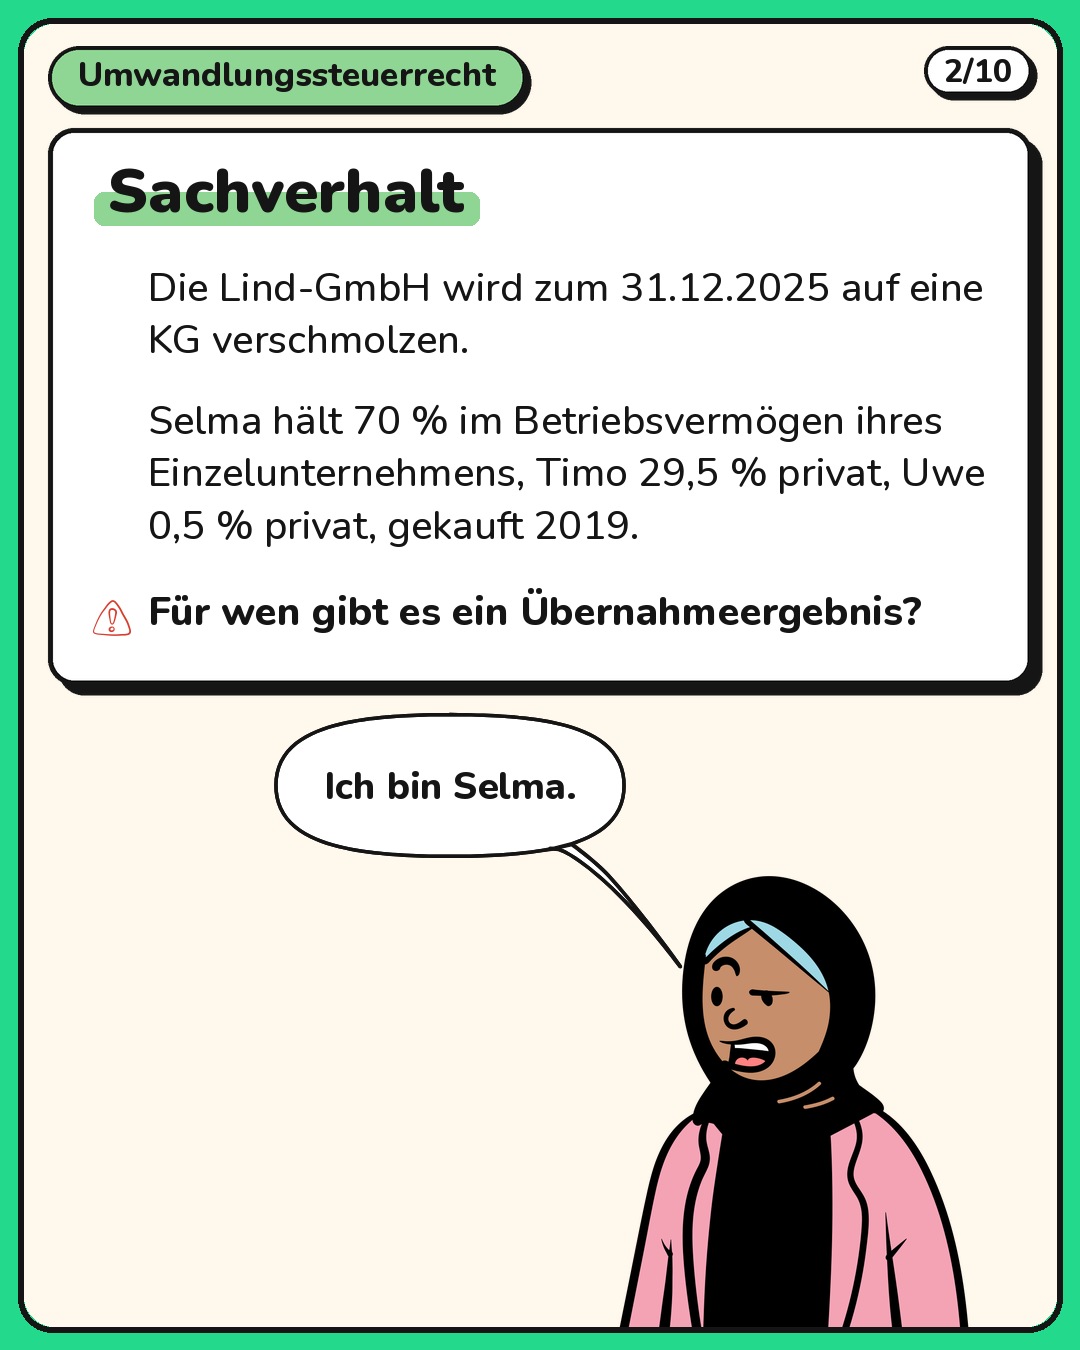 Umwandlungssteuerrecht
2/10
Sachverhalt
Die Lind-GmbH wird zum 31.12.2025 auf eine
KG verschmolzen.
Selma hält 70 % im Betriebsvermögen ihres
Einzelunternehmens, Timo 29,5 % privat, Uwe
0,5 % privat, gekauft 2019.
Für wen gibt es ein Übernahmeergebnis?
Ich bin Selma.